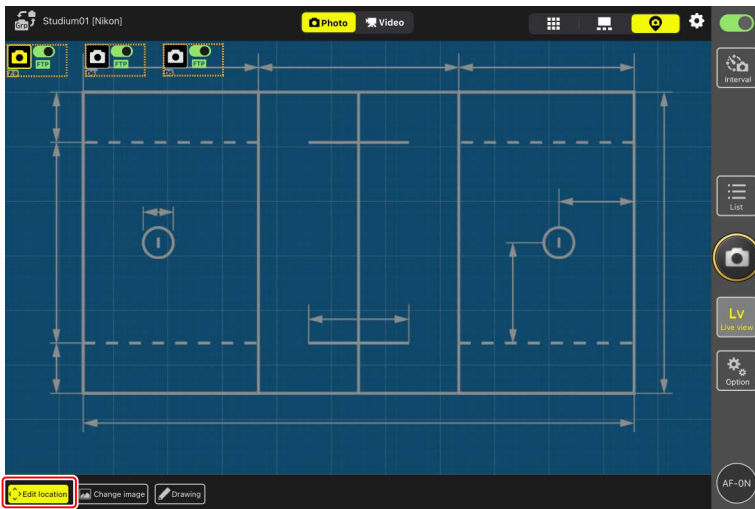 Grp
Studium01 [Nikon]
Photo
Video
FTP
FTP
FTP
Interval
List
Lv
Live view
Option
AF-ON
Edit location
Change image
Drawing